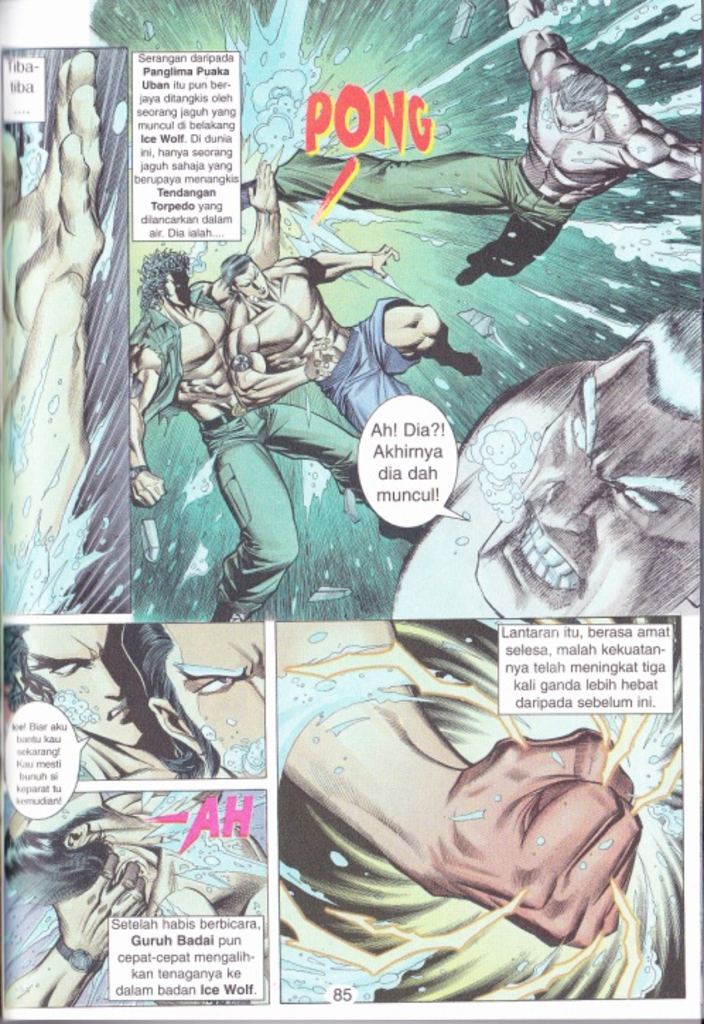 Tiba-
tiba
....
Serangan daripada
Panglima Puaka
Uban itu pun ber-
jaya ditangkis oleh
seorang jaguh yang
muncul di belakang
Ice Wolf. Di dunia
ini, hanya seorang
jaguh sahaja yang
berupaya menangkis
Tendangan
Torpedo yang
dilancarkan dalam
air. Dia ialah....
PONG
Ah! Dia?!
Akhirnya
dia dah
muncul!
Ice! Biar aku
bantu kau
sekarang!
Kau mesti
bunuh si
keparat tu
kemudian!
AH
Setelah habis berbicara,
Guruh Badai pun
cepat-cepat mengalih-
kan tenaganya ke
dalam badan Ice Wolf.
Lantaran itu, berasa amat
selesa, malah kekuatan-
nya telah meningkat tiga
kali ganda lebih hebat
daripada sebelum ini.
85